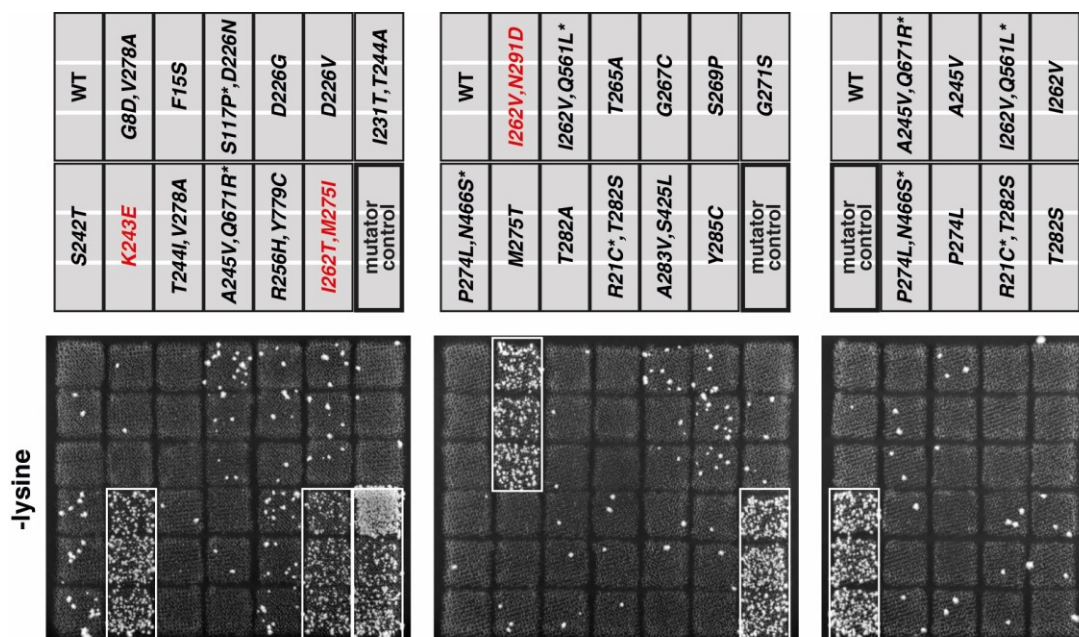 -lysine
S242T
WT
K243E
G8D,V278A
T244I,V278A
F15S
A245V,Q671R*
S117P*,D226N
R256H,Y779C
D226G
I262T,M275I
D226V
mutator
control
I231T,T244A
P274L,N466S*
WT
M275T
I262V,N291D
T282A
I262V,Q561L*
R21C*,T282S
T265A
A283V,S425L
G267C
Y285C
S269P
mutator
control
G271S
mutator
control
WT
P274L,N466S*
A245V,Q671R*
P274L
A245V
R21C*,T282S
I262V,Q561L*
T282S
I262V